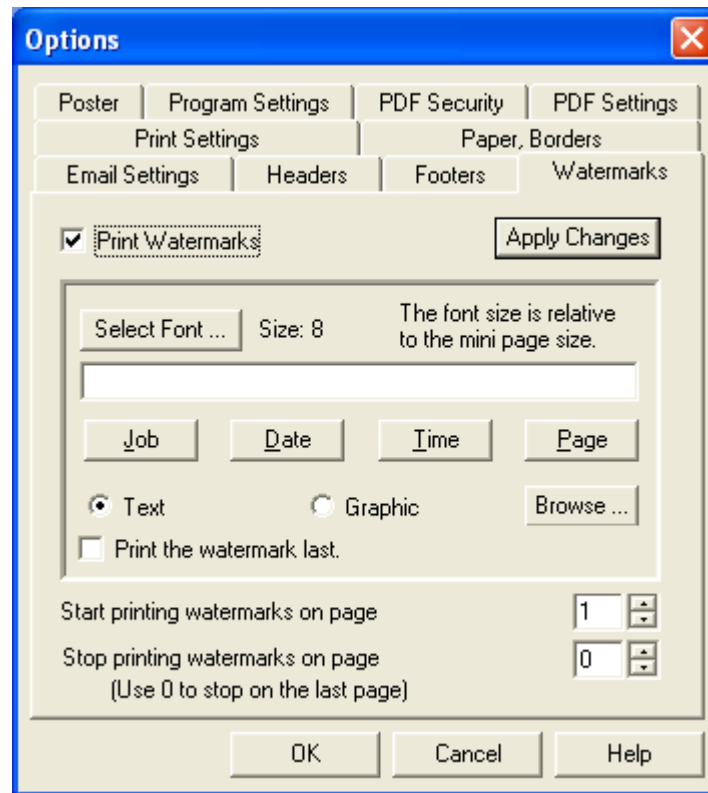 Options
Poster Program Settings PDF Security PDF Settings
Print Settings Paper, Borders
Email Settings Headers Footers Watermarks
Print Watermarks Apply Changes
Select Font ... Size: 8 The font size is relative
to the mini page size.
Job Date Time Page
Text Graphic Browse ...
Print the watermark last.
Start printing watermarks on page 1
Stop printing watermarks on page 0
(Use 0 to stop on the last page)
OK Cancel Help